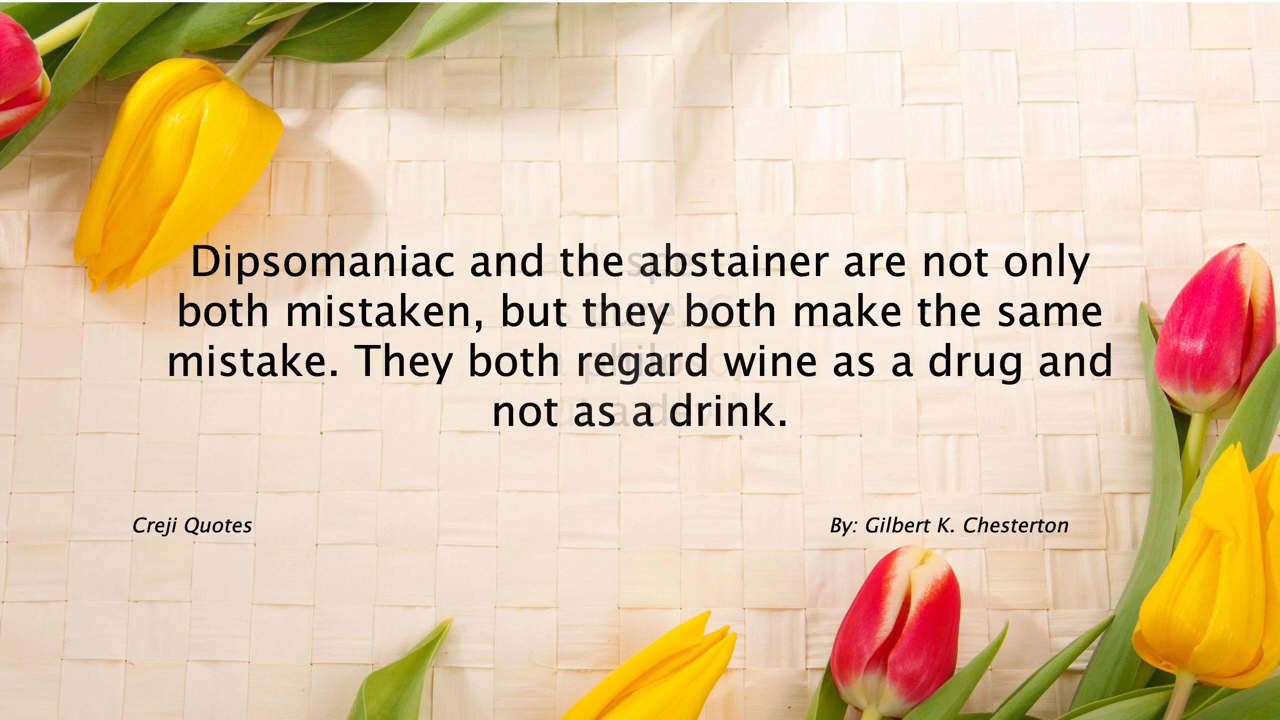 Dipsomaniac and the abstainer are not only
both mistaken, but they both make the same
mistake. They both regard wine as a drug and
not as a drink.
Creji Quotes
By: Gilbert K. Chesterton